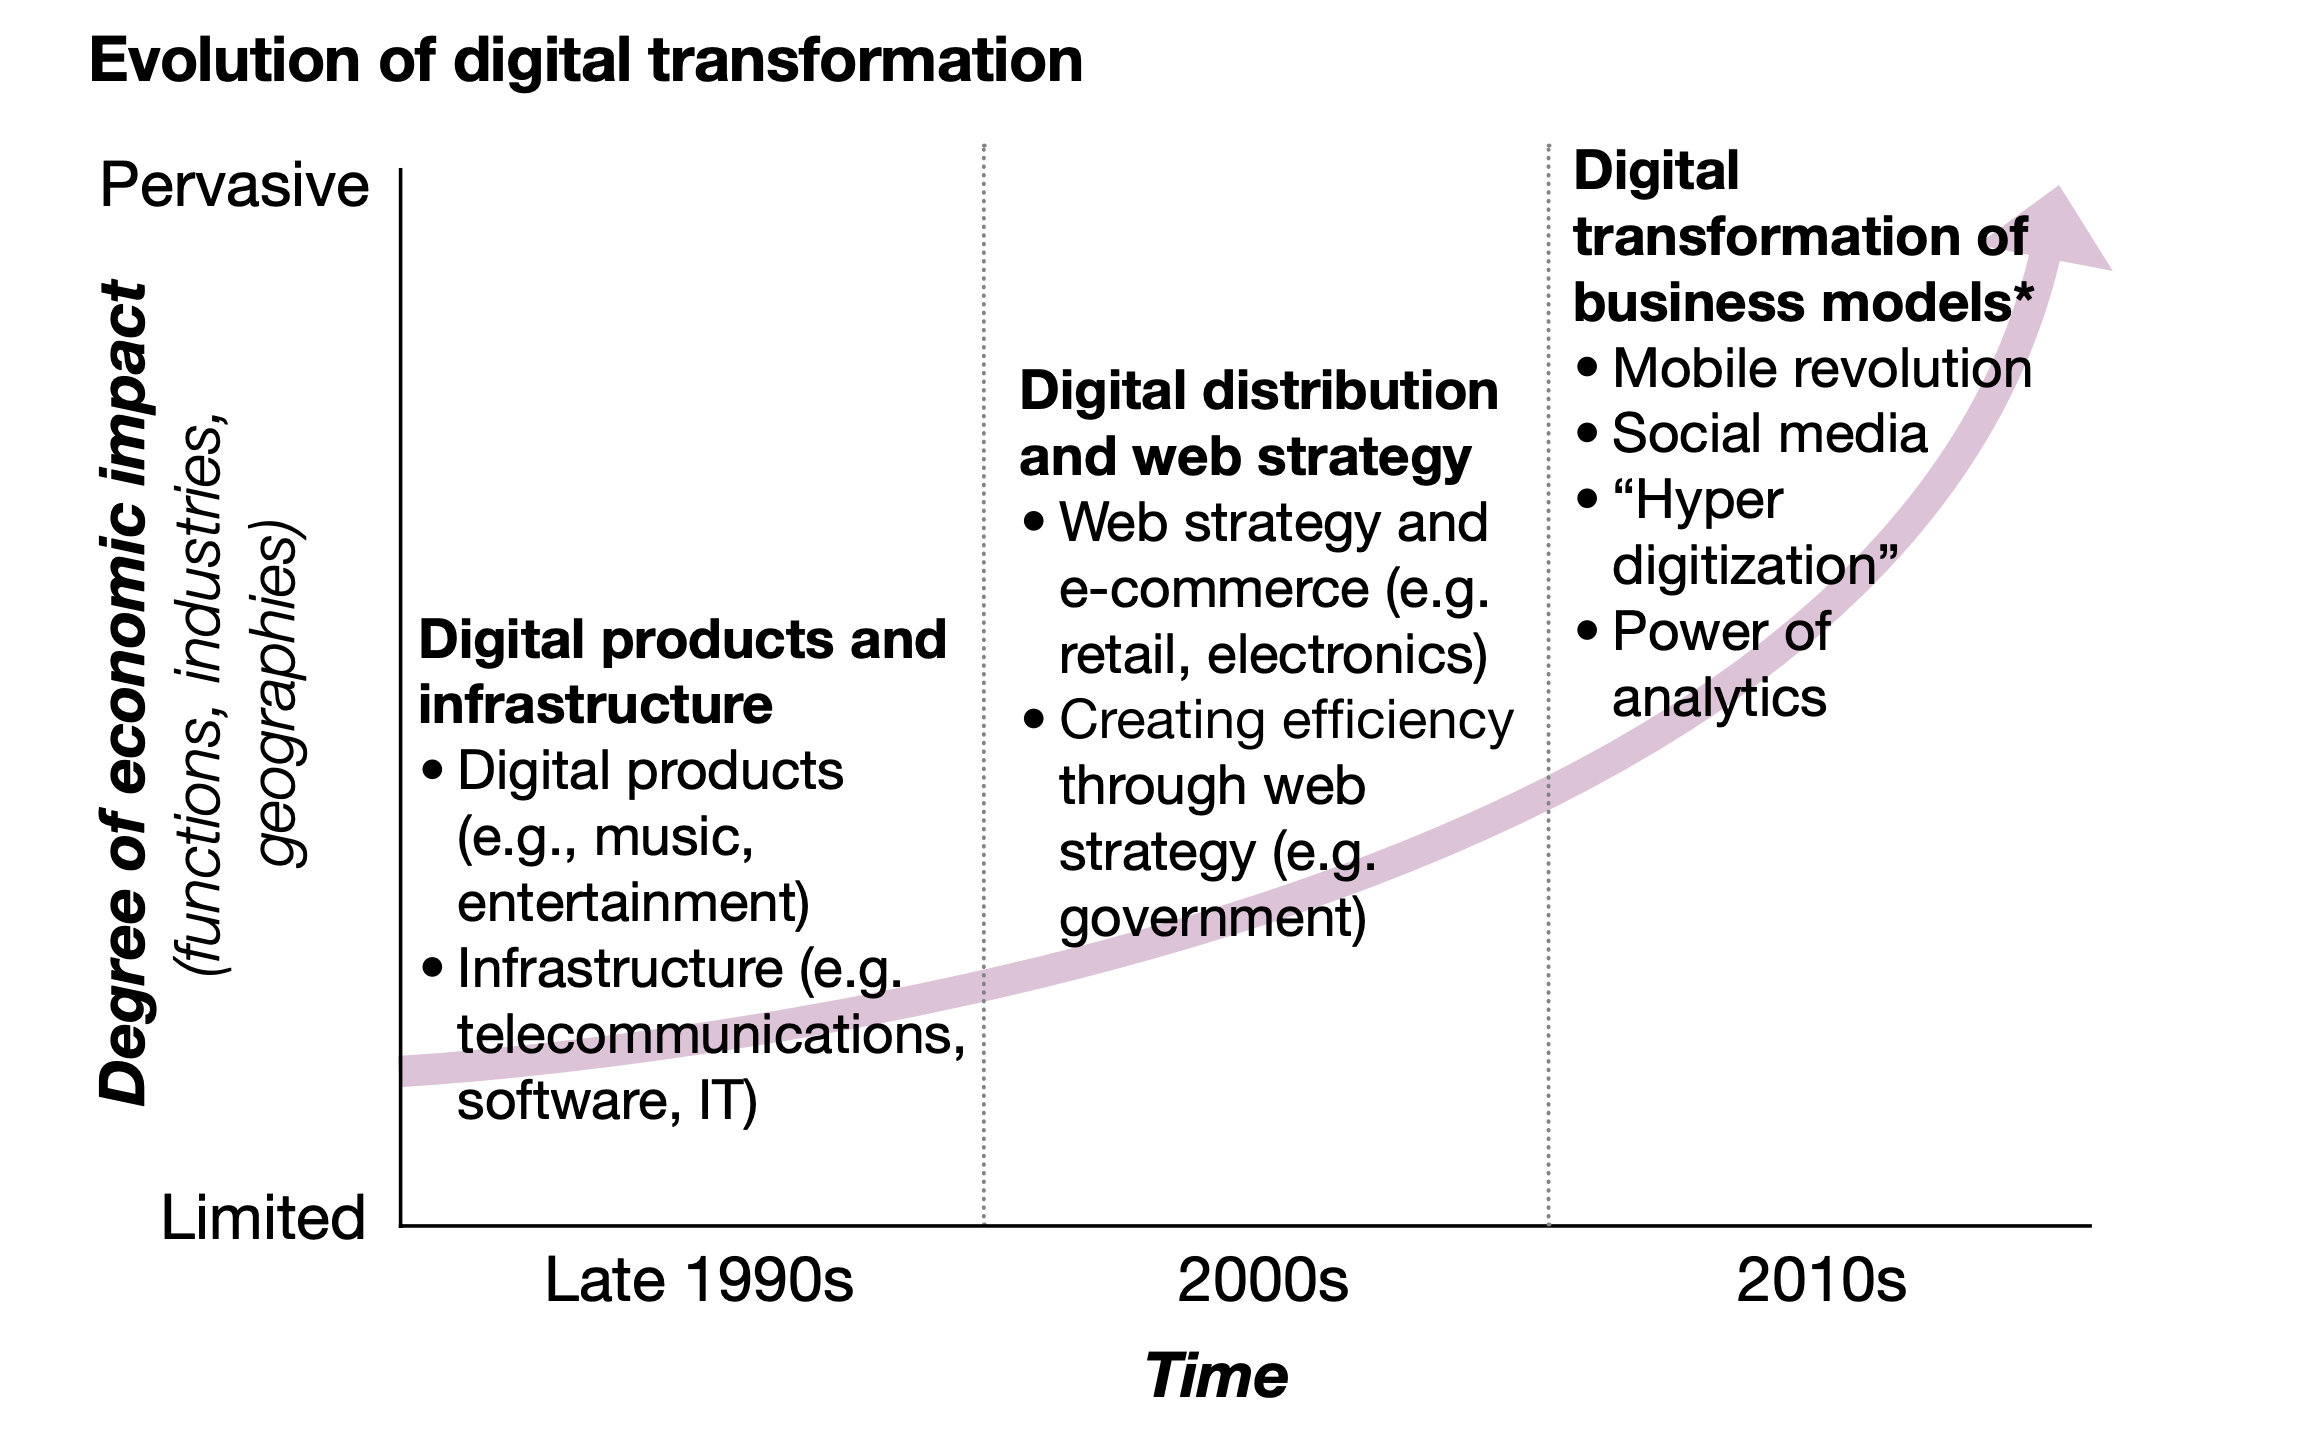 Evolution of digital transformation
Pervasive
Degree of economic impact
(functions, industries,
geographies)
Limited
Digital products and
infrastructure
• Digital products
(e.g., music,
entertainment)
• Infrastructure (e.g.
telecommunications,
software, IT)
Digital distribution
and web strategy
• Web strategy and
e-commerce (e.g.
retail, electronics)
• Creating efficiency
through web
strategy (e.g.
government)
Digital
transformation of
business models*
• Mobile revolution
• Social media
• “Hyper
digitization”
• Power of
analytics
Late 1990s
2000s
2010s
Time